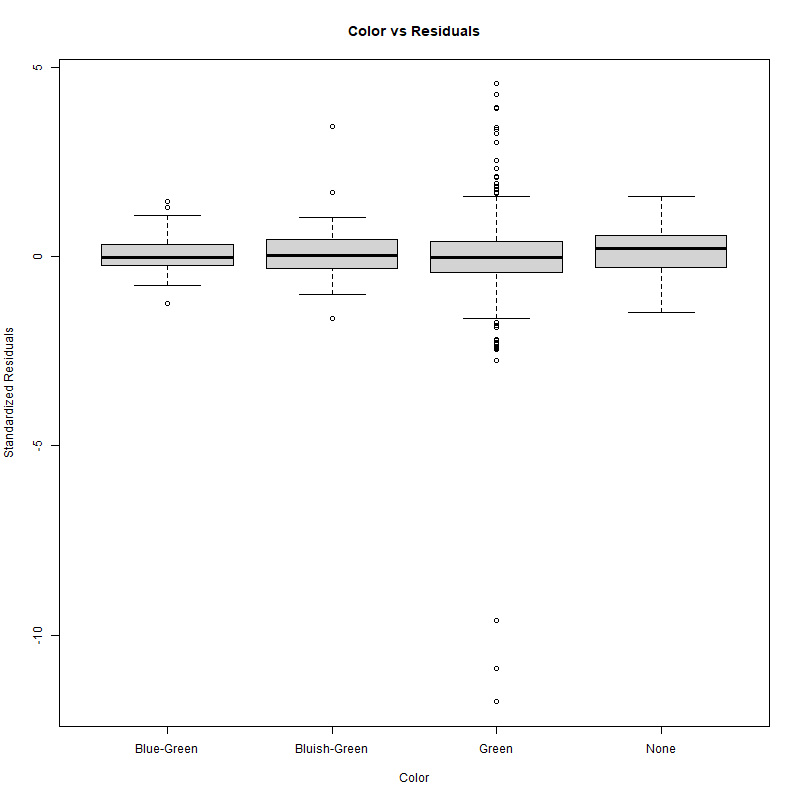 Color vs Residuals
5
0
-5
-10
Standardized Residuals
Blue-Green
Bluish-Green
Green
None
Color